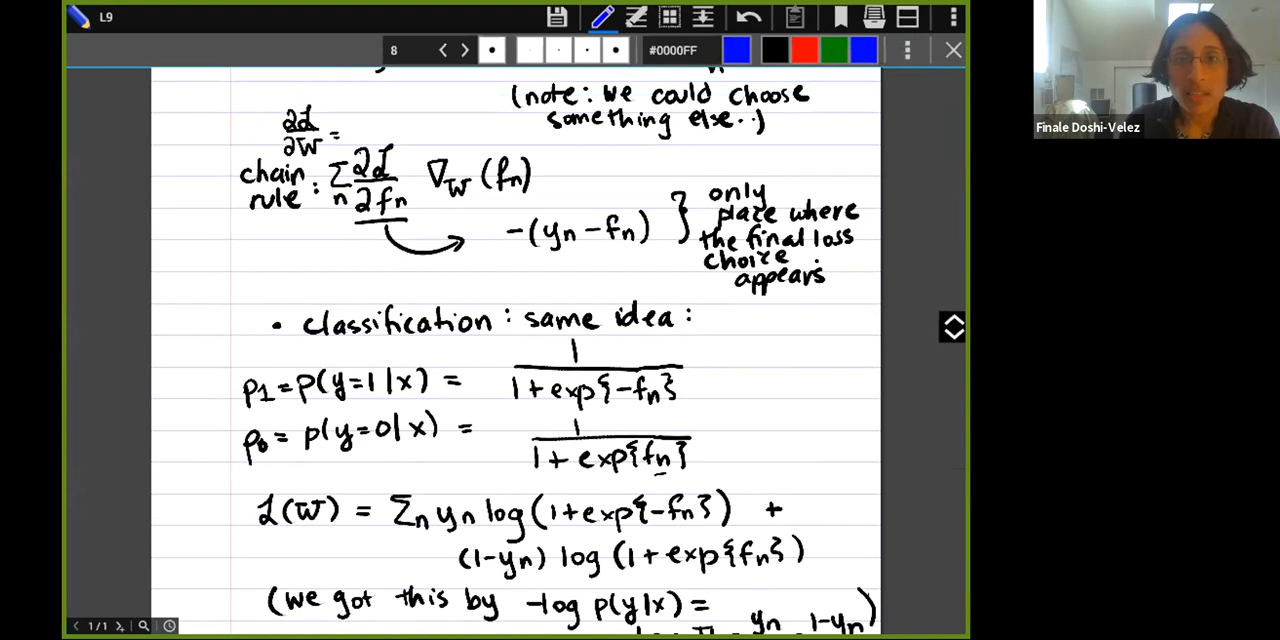 L9
8
#0000FF
(note: we could choose
something else..)
∂ℒ
∂W =
chain rule: Σn ∂ℒ/∂fn ∇W (fn)
-(yn - fn) } only
place where
the final loss
choice
appears
• classification: same idea:
p1 = p(y=1|x) = 1 / 1 + exp{-fn}
p0 = p(y=0|x) = 1 / 1 + exp{fn}
ℒ(W) = Σn yn log(1+exp{-fn}) +
(1-yn) log (1+exp{fn})
(we got this by -log p(y|x) =
yn 1-yn)
1/1
Finale Doshi-Velez